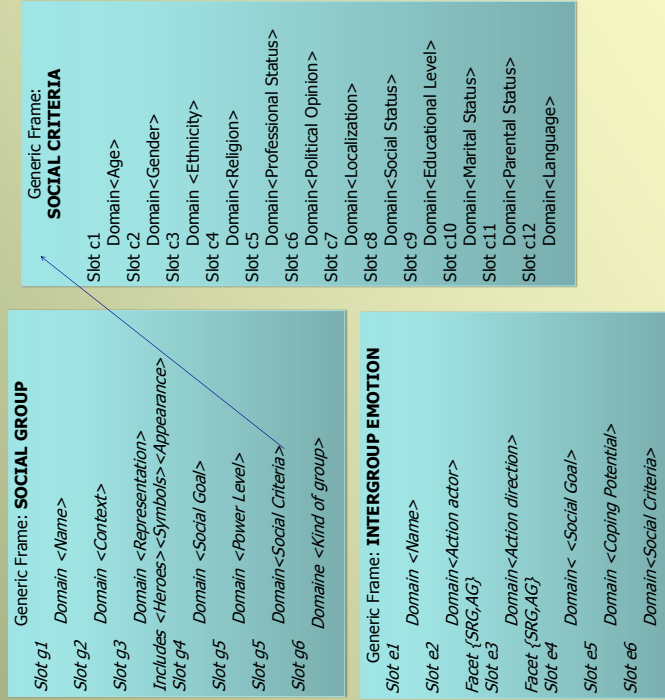 Generic Frame: SOCIAL GROUP
Slot g1
Domain <Name>
Slot g2
Domain <Context>
Slot g3
Domain <Representation>
Includes <Heroes> <Symbols> <Appearance>
Slot g4
Domain <Social Goal>
Slot g5
Domain <Power Level>
Slot g5
Domain<Social Criteria>
Slot g6
Domaine <Kind of group>
Generic Frame:
SOCIAL CRITERIA
Slot c1
Domain<Age>
Slot c2
Domain<Gender>
Slot c3
Domain <Ethnicity>
Slot c4
Domain<Religion>
Slot c5
Domain<Professional Status>
Slot c6
Domain<Political Opinion>
Slot c7
Domain<Localization>
Slot c8
Domain<Social Status>
Slot c9
Domain<Educational Level>
Slot c10
Domain<Marital Status>
Slot c11
Domain<Parental Status>
Slot c12
Domain<Language>
Generic Frame: INTERGROUP EMOTION
Slot e1
Domain <Name>
Slot e2
Domain<Action actor>
Facet {SRG,AG}
Slot e3
Domain<Action direction>
Facet {SRG,AG}
Slot e4
Domain< <Social Goal>
Slot e5
Domain <Coping Potential>
Slot e6
Domain<Social Criteria>